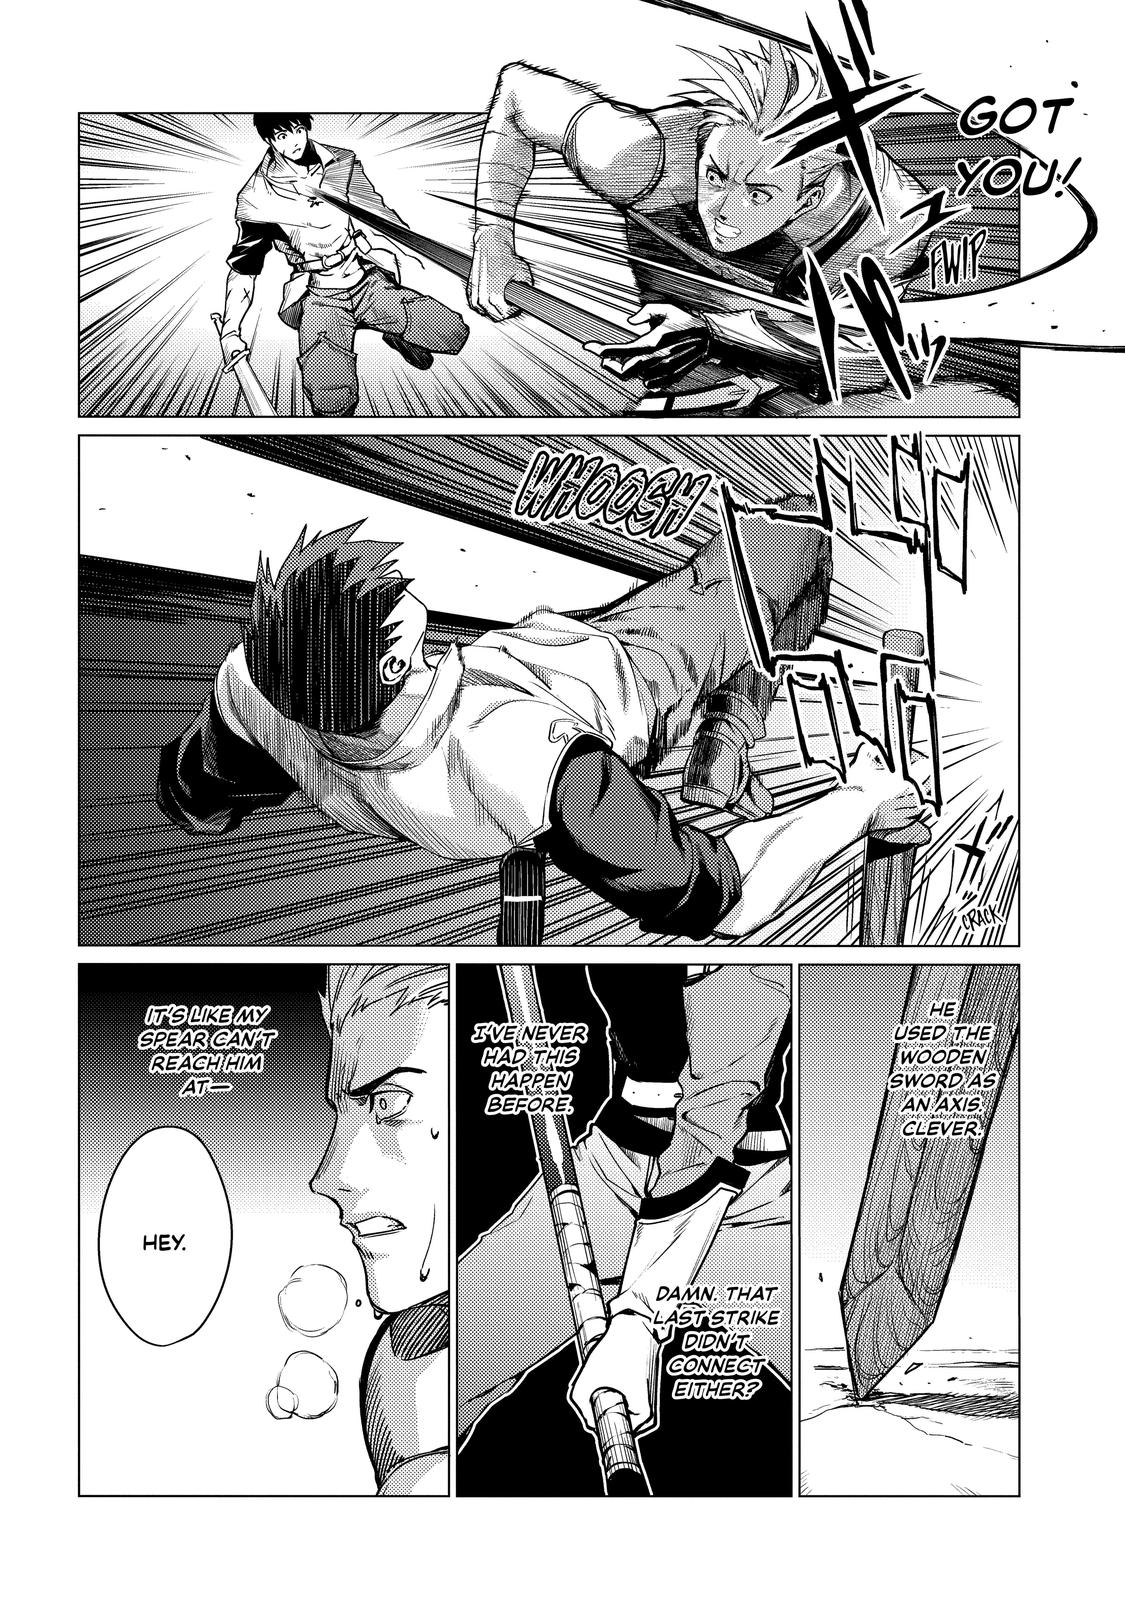 GOT
YOU!
FWIP
WHOOSH
CRACK
HE
USED THE
WOODEN
SWORD AS
AN AXIS.
CLEVER.
I'VE NEVER
HAD THIS
HAPPEN
BEFORE.
DAMN. THAT
LAST STRIKE
DIDN'T
CONNECT
EITHER?
IT'S LIKE MY
SPEAR CAN'T
REACH HIM
AT—
HEY.